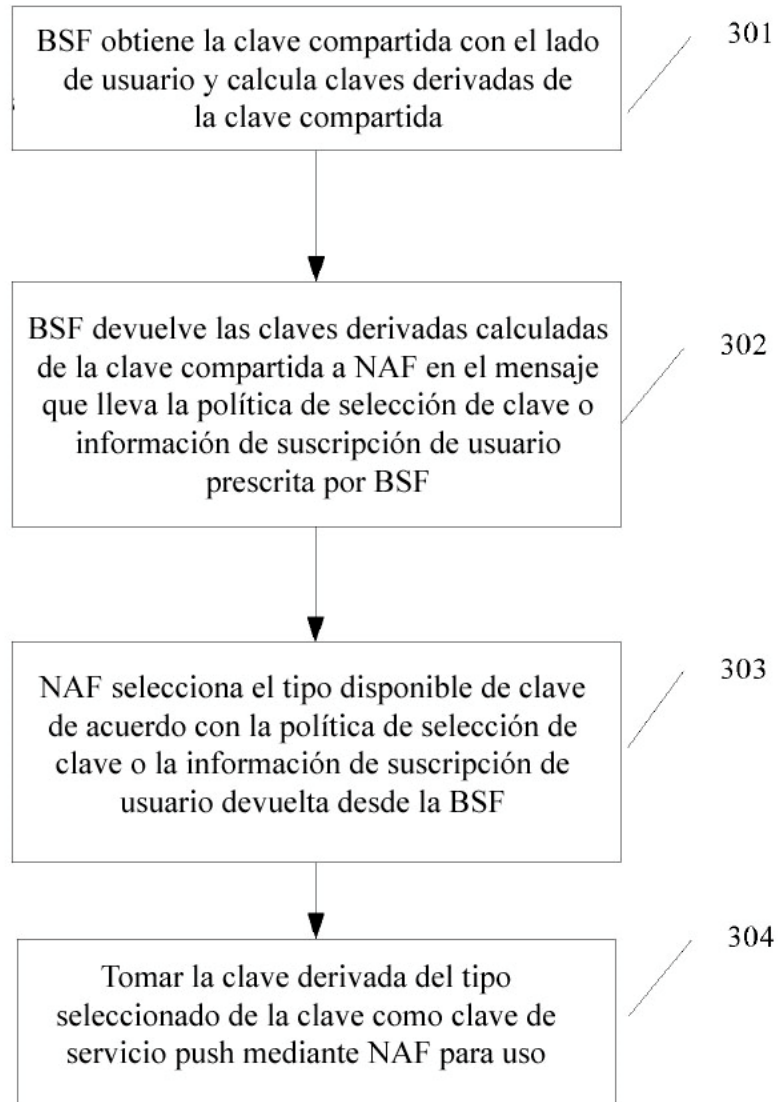 BSF obtiene la clave compartida con el lado
de usuario y calcula claves derivadas de
la clave compartida
301
BSF devuelve las claves derivadas calculadas
de la clave compartida a NAF en el mensaje
que lleva la política de selección de clave o
información de suscripción de usuario
prescrita por BSF
302
NAF selecciona el tipo disponible de clave
de acuerdo con la política de selección de
clave o la información de suscripción de
usuario devuelta desde la BSF
303
Tomar la clave derivada del tipo
seleccionado de la clave como clave de
servicio push mediante NAF para uso
304